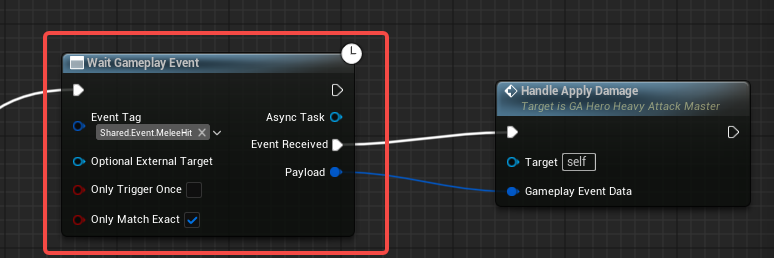 Wait Gameplay Event
Event Tag
Shared.Event.MeleeHit
Async Task
Event Received
Optional External Target
Payload
Only Trigger Once
Only Match Exact
Handle Apply Damage
Target is GA Hero Heavy Attack Master
Target self
Gameplay Event Data